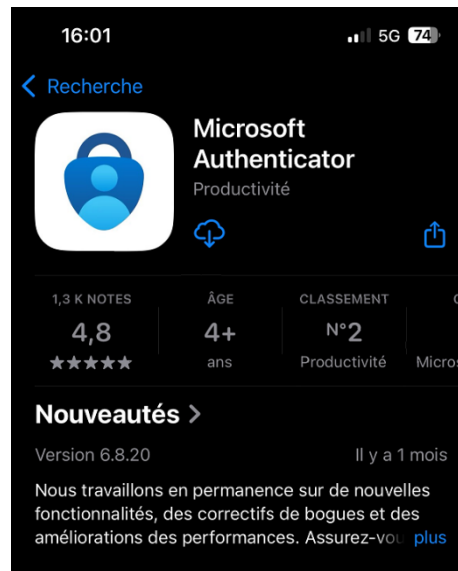 16:01
5G 74
Recherche
Microsoft
Authenticator
Productivité
1,3 K NOTES
ÂGE
CLASSEMENT
4,8
4+
N°2
ans
Productivité
Nouveautés
Version 6.8.20
Il y a 1 mois
Nous travaillons en permanence sur de nouvelles
fonctionnalités, des correctifs de bogues et des
améliorations des performances. Assurez-vou plus